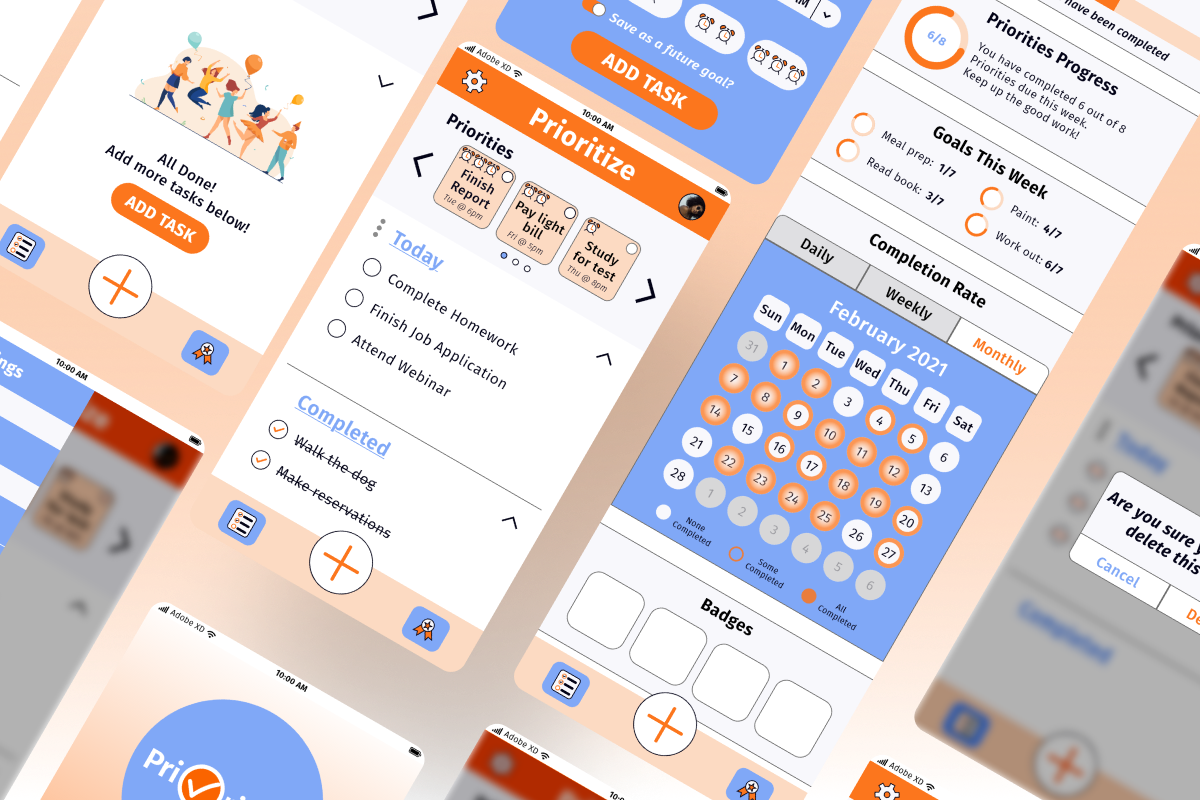 All Done!
Add more tasks below!
ADD TASK
ings
10:00 AM
Adobe XD
10:00 AM
Prioritize
Priorities
Finish
Report
Tue @ 6pm
Pay light
bill
Fri @ 5pm
Study
for test
Thu @ 8pm
Today
Complete Homework
Finish Job Application
Attend Webinar
Completed
Walk the dog
Make reservations
AM
Save as a future goal?
ADD TASK
have been completed
Priorities Progress
6/8
You have completed 6 out of 8
Priorities due this week.
Keep up the good work!
Goals This Week
Meal prep: 1/7
Read book: 3/7
Paint: 4/7
Work out: 6/7
Completion Rate
Daily
Weekly
Monthly
February 2021
Sun Mon Tue Wed Thu Fri Sat
31 1 2 3 4 5 6
7 8 9 10 11 12 13
14 15 16 17 18 19 20
21 22 23 24 25 26 27
28 1 2 3 4 5 6
None
Completed
Some
Completed
All
Completed
Badges
Today
Completed
Are you sure y
delete this
Cancel
De
Adobe XD
10:00 AM
Pri
Adobe XD
10:0
Adobe XD